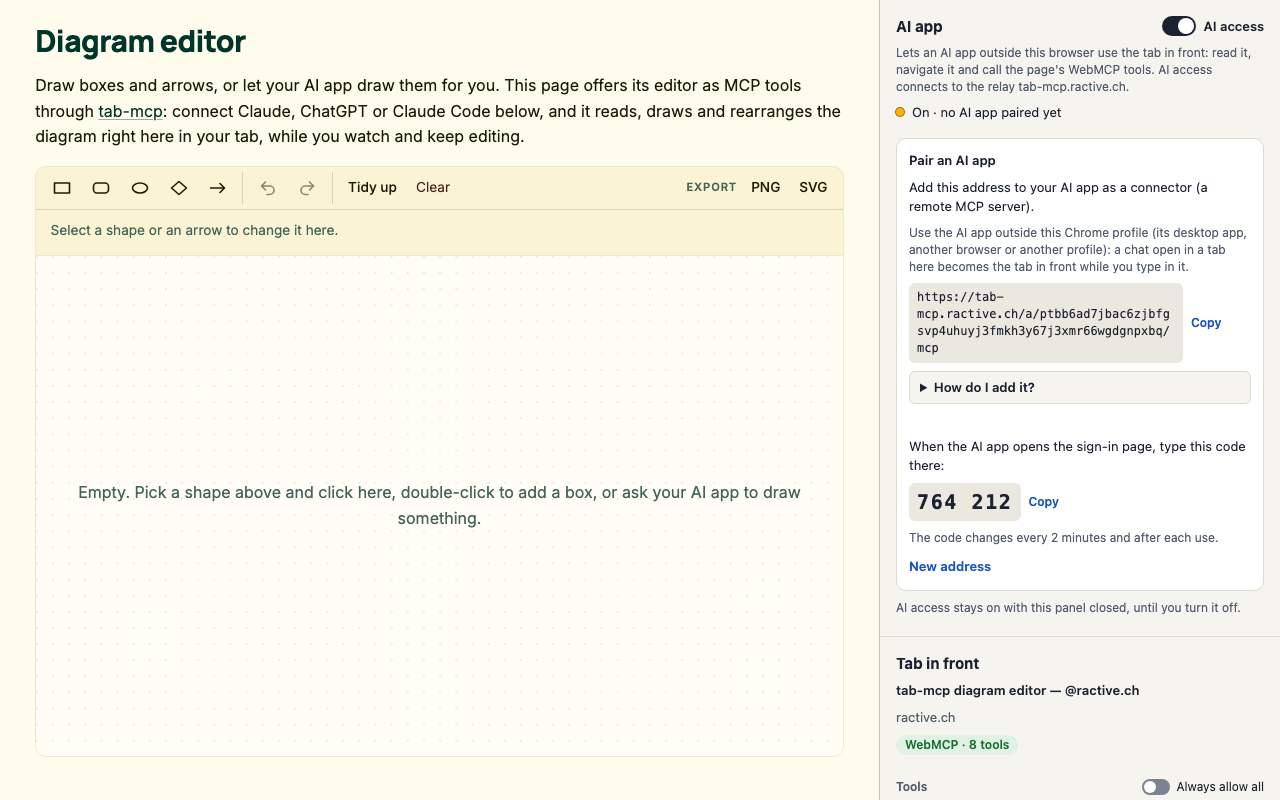 Diagram editor
Draw boxes and arrows, or let your AI app draw them for you. This page offers its editor as MCP tools
through tab-mcp: connect Claude, ChatGPT or Claude Code below, and it reads, draws and rearranges the
diagram right here in your tab, while you watch and keep editing.
Tidy up
Clear
EXPORT
PNG
SVG
Select a shape or an arrow to change it here.
Empty. Pick a shape above and click here, double-click to add a box, or ask your AI app to draw
something.
AI app
AI access
Lets an AI app outside this browser use the tab in front: read it,
navigate it and call the page's WebMCP tools. AI access
connects to the relay tab-mcp.ractive.ch.
On · no AI app paired yet
Pair an AI app
Add this address to your AI app as a connector (a
remote MCP server).
Use the AI app outside this Chrome profile (its desktop app,
another browser or another profile): a chat open in a tab
here becomes the tab in front while you type in it.
https://tab-
mcp.ractive.ch/a/ptbb6ad7jbac6zjbfg
svp4uhuyj3fmkh3y67j3xmr66wgdgnpxbq/
mcp
Copy
How do I add it?
When the AI app opens the sign-in page, type this code
there:
764 212
Copy
The code changes every 2 minutes and after each use.
New address
AI access stays on with this panel closed, until you turn it off.
Tab in front
tab-mcp diagram editor — @ractive.ch
ractive.ch
WebMCP · 8 tools
Tools
Always allow all